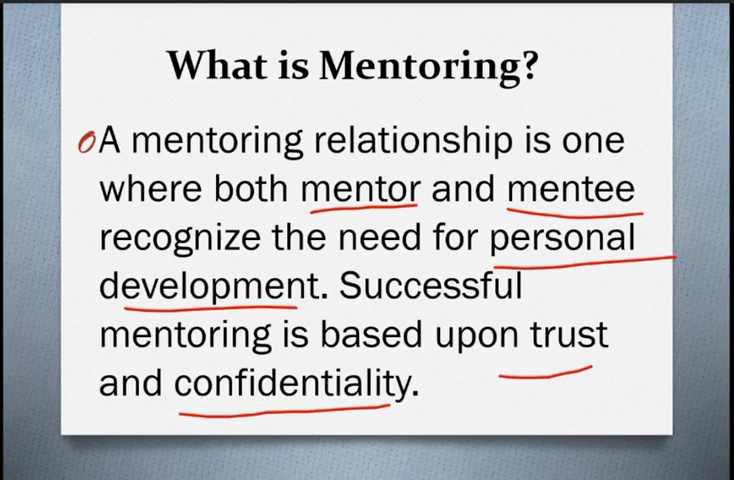 What is Mentoring?
A mentoring relationship is one
where both mentor and mentee
recognize the need for personal
development. Successful
mentoring is based upon trust
and confidentiality.